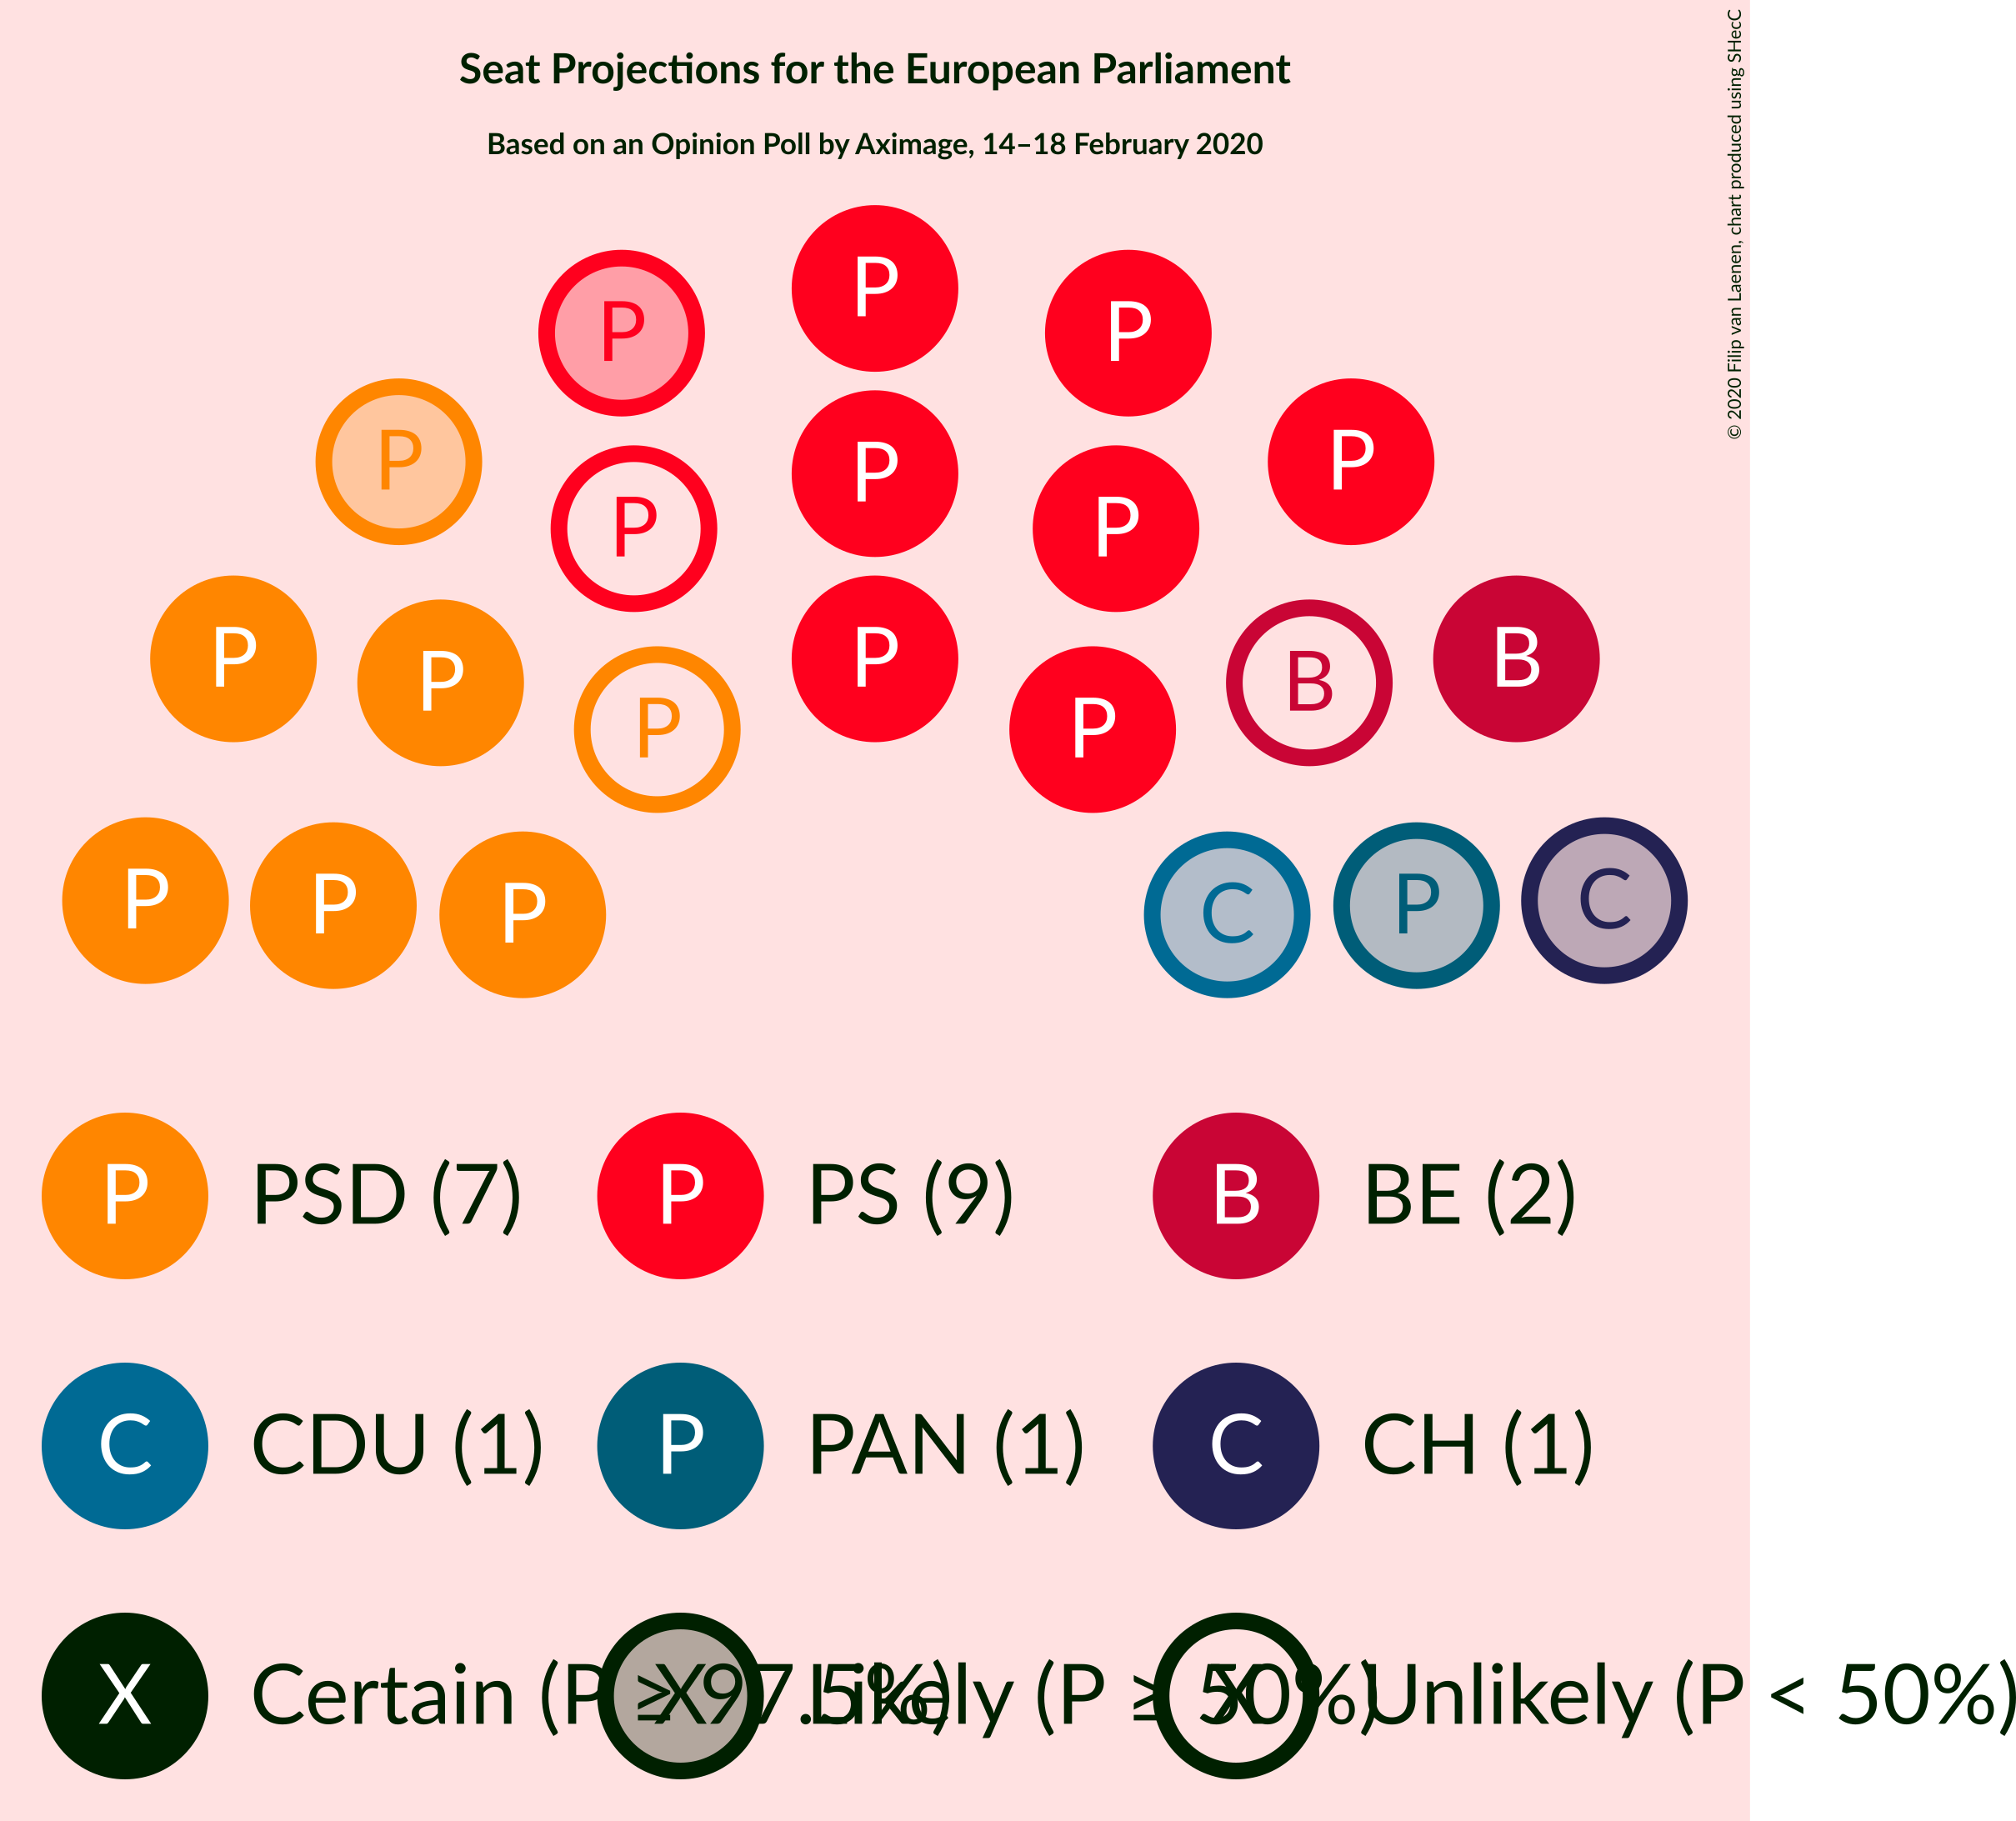 Seat Projections for the European Parliament
Based on an Opinion Poll by Aximage, 14–18 February 2020
© 2020 Filip van Laenen, chart produced using SHecC
P
P P
P P
P
P P
P P
P B
P P B
P P
P P P C P C
P PSD (7) P PS (9) B BE (2)
C CDU (1) P PAN (1) C CH (1)
X Certain (P ≥ 97.5%) X Likely (P ≥ 50%) X Unlikely (P < 50%)